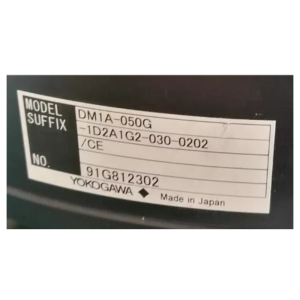 MODEL DM1A-050G
SUFFIX -1D2A1G2-030-0202
/CE
NO. 91G812302
YOKOGAWA ◆ Made in Japan